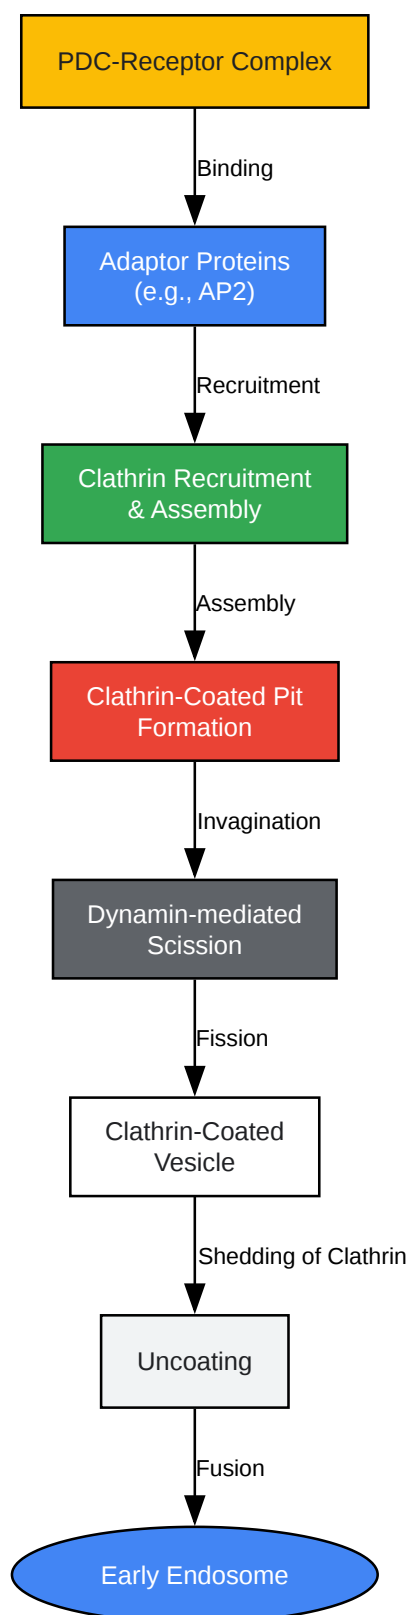 PDC-Receptor Complex
Binding
Adaptor Proteins
(e.g., AP2)
Recruitment
Clathrin Recruitment
& Assembly
Assembly
Clathrin-Coated Pit
Formation
Invagination
Dynamin-mediated
Scission
Fission
Clathrin-Coated
Vesicle
Shedding of Clathrin
Uncoating
Fusion
Early Endosome